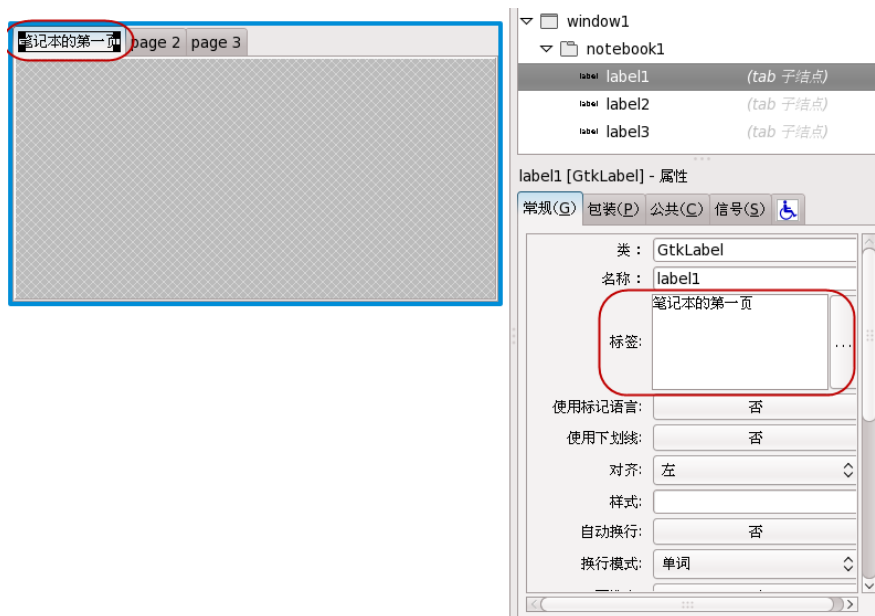 笔记本的第一页 page 2 page 3
window1
notebook1
label label1 (tab 子结点)
label label2 (tab 子结点)
label label3 (tab 子结点)
label1 [GtkLabel] - 属性
常规(G) 包装(P) 公共(C) 信号(S)
类： GtkLabel
名称： label1
标签: 笔记本的第一页 ...
使用标记语言: 否
使用下划线: 否
对齐: 左
样式:
自动换行: 否
换行模式: 单词